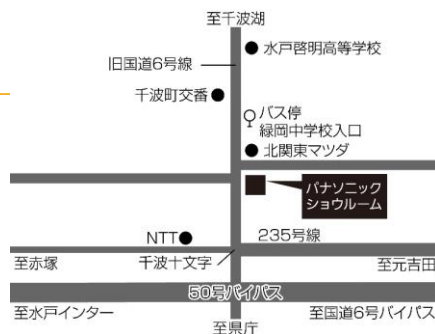 至千波湖
水戸啓明高等学校
旧国道6号線
千波町交番
バス停
緑岡中学校入口
北関東マツダ
パナソニック
ショウルーム
NTT
235号線
至赤塚
千波十文字
至元吉田
50号バイパス
至水戸インター
至国道6号バイパス
至県庁